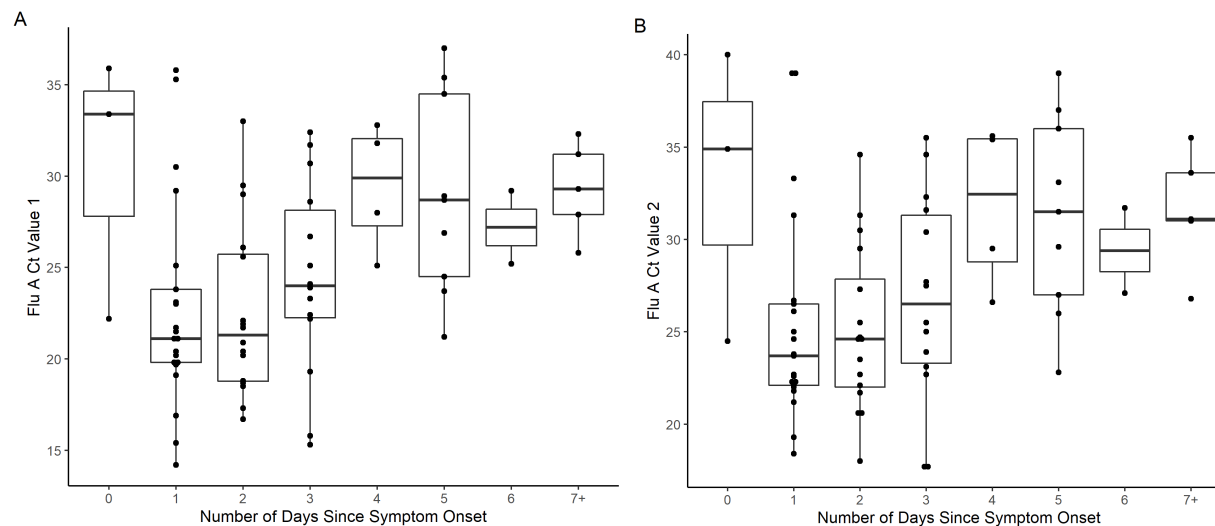 A
Flu A Ct Value 1
35
30
25
20
15
0 1 2 3 4 5 6 7+
Number of Days Since Symptom Onset
B
Flu A Ct Value 2
40
35
30
25
20
0 1 2 3 4 5 6 7+
Number of Days Since Symptom Onset